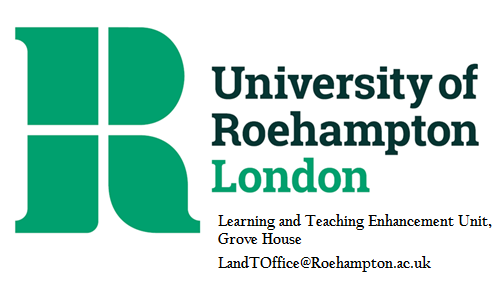 University of
Roehampton
London
Learning and Teaching Enhancement Unit,
Grove House
LandTOffice@Roehampton.ac.uk